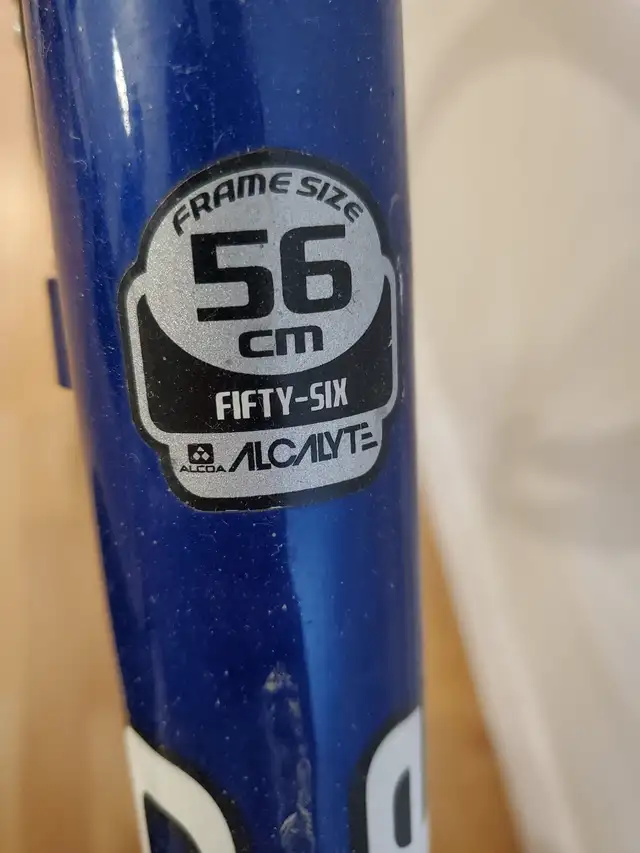 FRAME SIZE
56
cm
FIFTY-SIX
ALCOA ALCALYTE